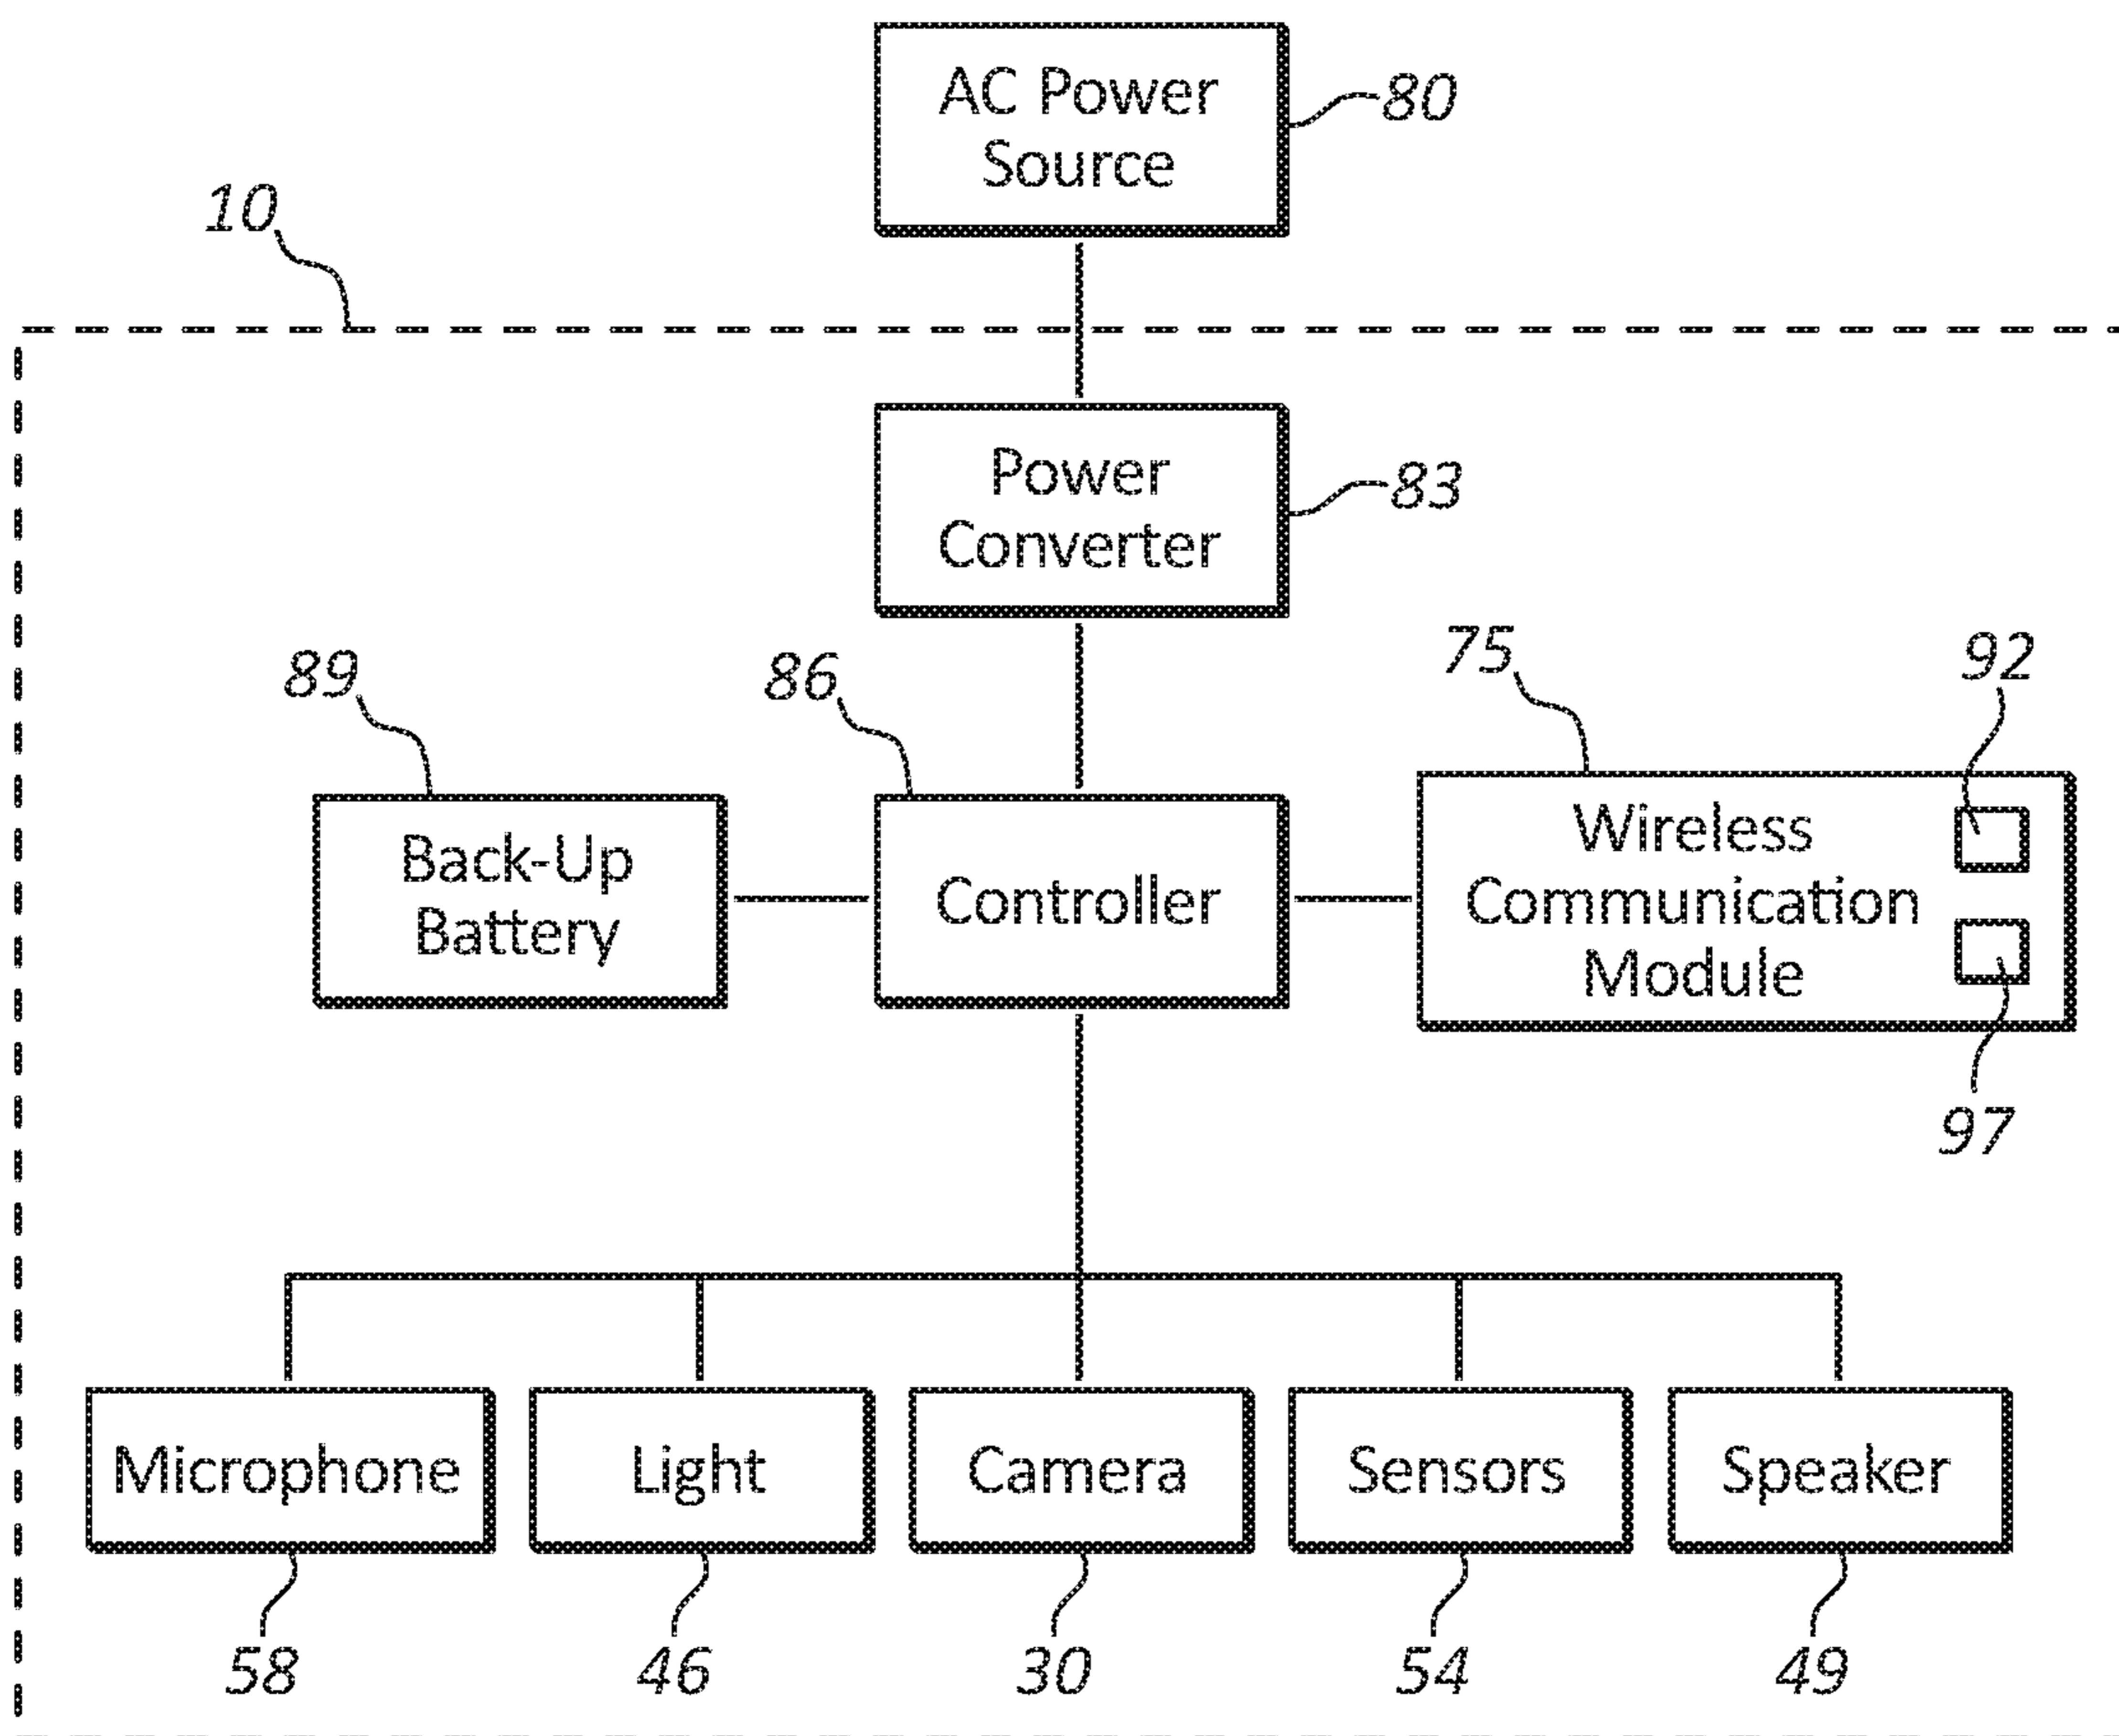 AC Power
Source
80
10
Power
Converter
83
89
86
75
92
Back-Up
Battery
Controller
Wireless
Communication
Module
97
Microphone
Light
Camera
Sensors
Speaker
58
46
30
54
49